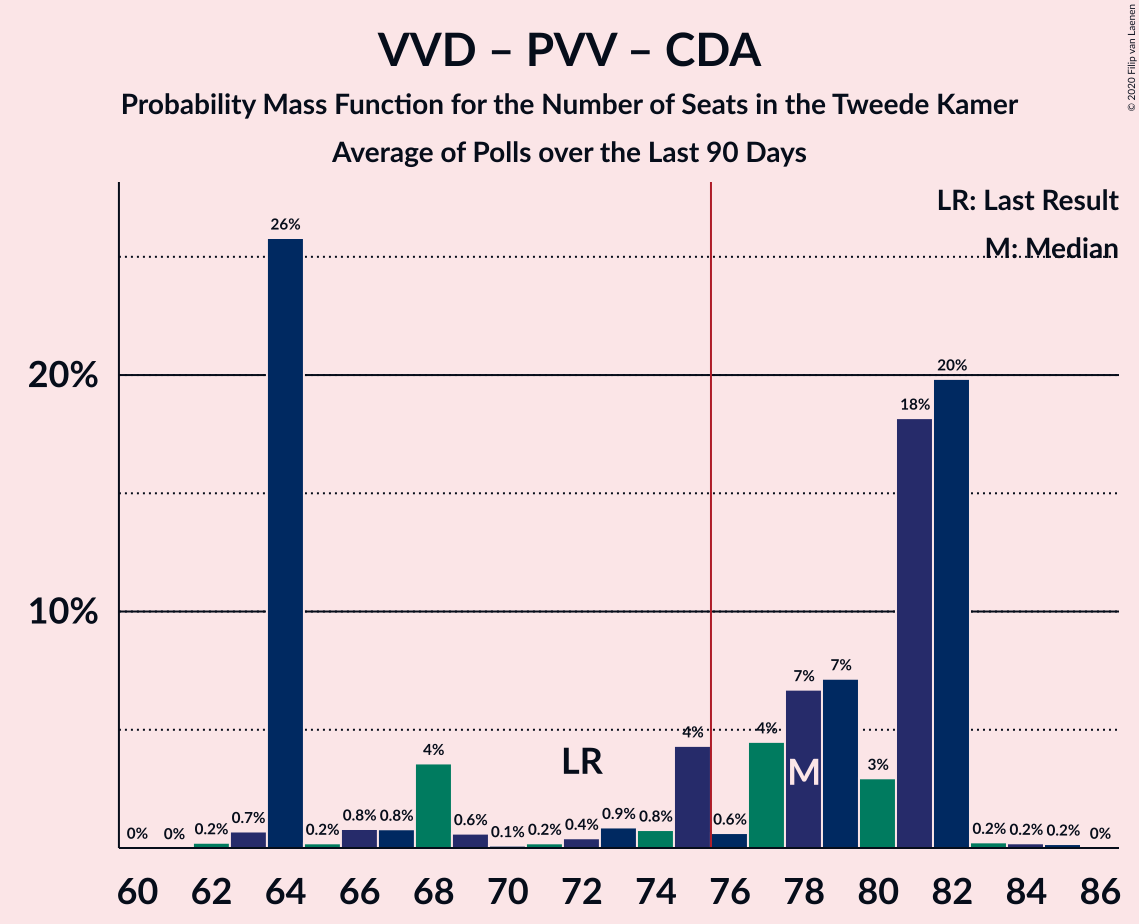 VVD – PVV – CDA
Probability Mass Function for the Number of Seats in the Tweede Kamer
Average of Polls over the Last 90 Days
© 2020 Filip van Laenen
LR: Last Result
M: Median
20%
10%
0% 0% 0.2% 0.7% 26% 0.2% 0.8% 0.8% 4% 0.6% 0.1% 0.2% 0.4% 0.9% 0.8% 4% 0.6% 4% 7% 7% 3% 18% 20% 0.2% 0.2% 0.2% 0%
LR
M
60 62 64 66 68 70 72 74 76 78 80 82 84 86